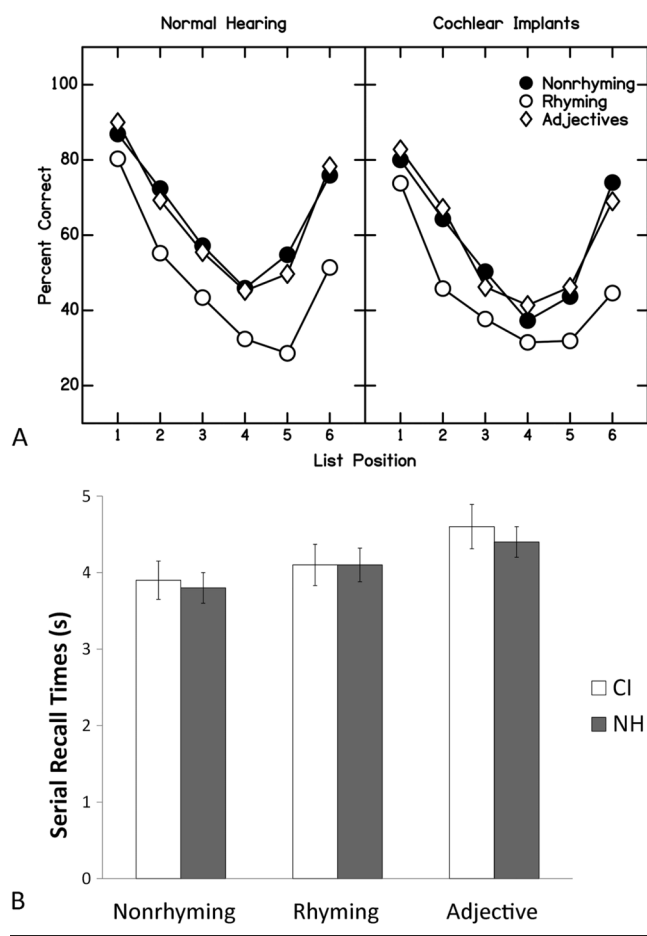 Normal Hearing
Cochlear Implants
100
80
60
40
20
Percent Correct
Nonrhyming
Rhyming
Adjectives
1 2 3 4 5 6
1 2 3 4 5 6
A
List Position
5
4
3
2
1
0
Serial Recall Times (s)
CI
NH
B
Nonrhyming Rhyming Adjective